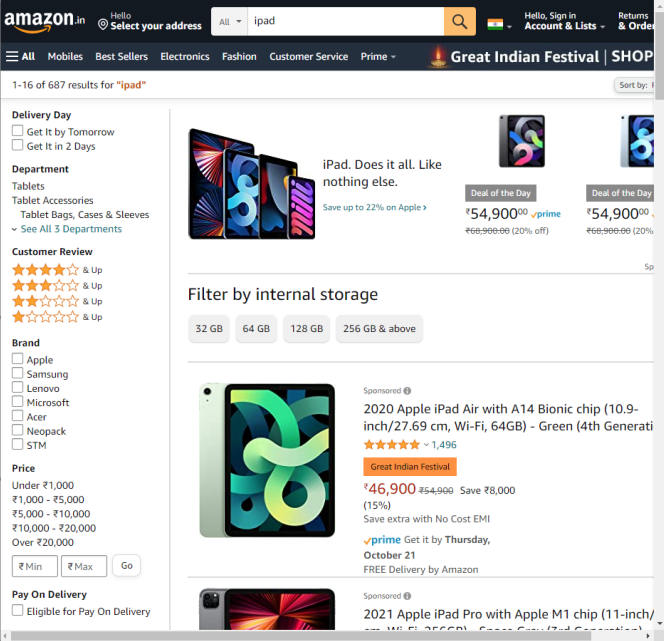 amazon.in
Hello
Select your address
All
ipad
Hello, Sign in
Account & Lists
Returns
& Orde
All
Mobiles
Best Sellers
Electronics
Fashion
Customer Service
Prime
Great Indian Festival | SHOP
1-16 of 687 results for "ipad"
Sort by:
Delivery Day
Get It by Tomorrow
Get It in 2 Days
Department
Tablets
Tablet Accessories
Tablet Bags, Cases & Sleeves
See All 3 Departments
Customer Review
& Up
& Up
& Up
& Up
Brand
Apple
Samsung
Lenovo
Microsoft
Acer
Neopack
STM
Price
Under ₹1,000
₹1,000 - ₹5,000
₹5,000 - ₹10,000
₹10,000 - ₹20,000
Over ₹20,000
₹ Min
₹ Max
Go
Pay On Delivery
Eligible for Pay On Delivery
iPad. Does it all. Like
nothing else.
Save up to 22% on Apple ›
Deal of the Day
₹54,900⁰⁰ prime
₹68,900.00 (20% off)
Deal of the Day
₹54,900⁰⁰
₹68,900.00 (20%
Sp
Filter by internal storage
32 GB
64 GB
128 GB
256 GB & above
Sponsored
2020 Apple iPad Air with A14 Bionic chip (10.9-
inch/27.69 cm, Wi-Fi, 64GB) - Green (4th Generati
1,496
Great Indian Festival
₹46,900 ₹54,900 Save ₹8,000
(15%)
Save extra with No Cost EMI
prime Get it by Thursday,
October 21
FREE Delivery by Amazon
Sponsored
2021 Apple iPad Pro with Apple M1 chip (11-inch/
cm, Wi-Fi, 256GB) - Space Grey (3rd Generation)